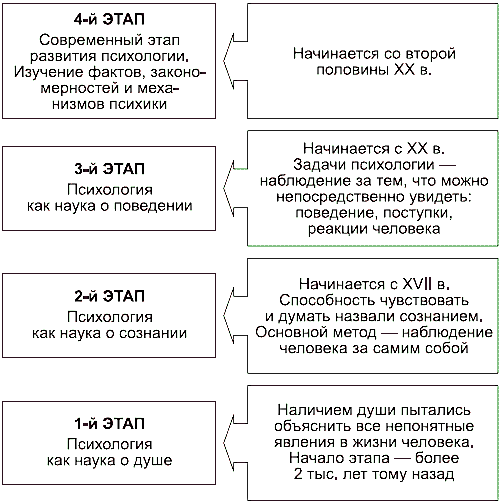 4-й ЭТАП
Современный этап
развития психологии.
Изучение фактов, законо-
мерностей и меха-
низмов психики
Начинается со второй
половины XX в.
3-й ЭТАП
Психология
как наука о поведении
Начинается с XX в.
Задачи психологии —
наблюдение за тем, что можно
непосредственно увидеть:
поведение, поступки,
реакции человека
2-й ЭТАП
Психология
как наука о сознании
Начинается с XVII в.
Способность чувствовать
и думать назвали сознанием.
Основной метод — наблюдение
человека за самим собой
1-й ЭТАП
Психология
как наука о душе
Наличием души пытались
объяснить все непонятные
явления в жизни человека.
Начало этапа — более
2 тыс. лет тому назад